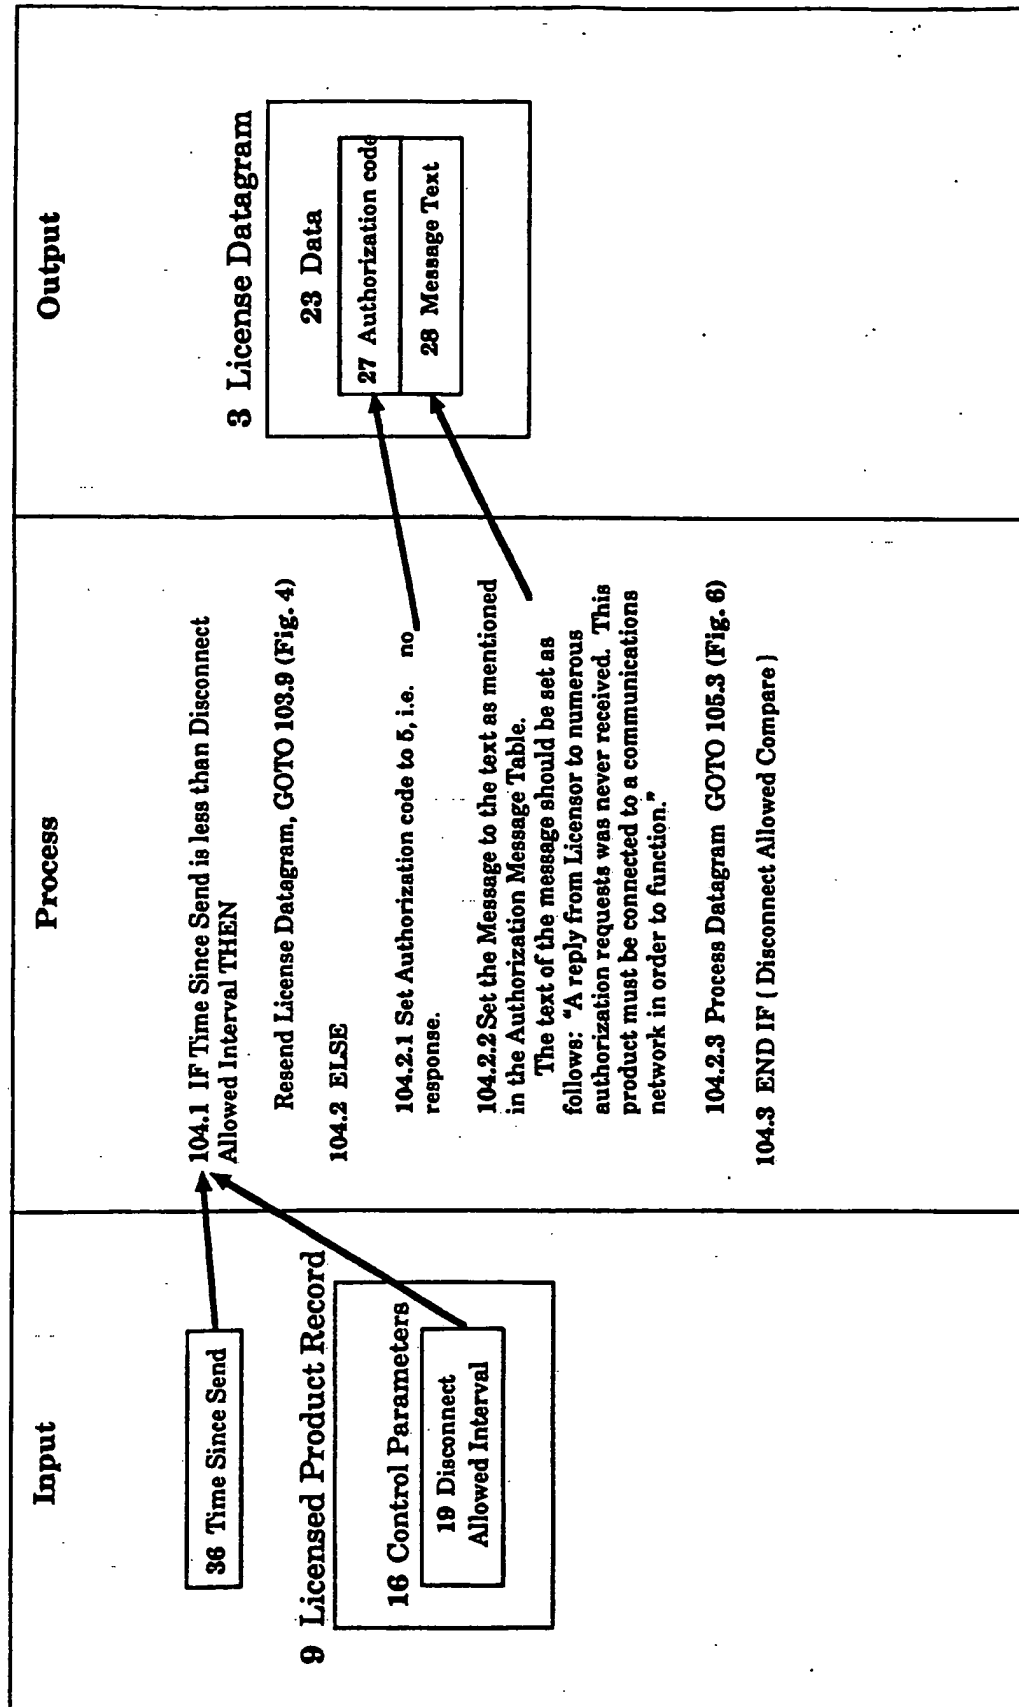 Input
36 Time Since Send
9 Licensed Product Record
16 Control Parameters
19 Disconnect
Allowed Interval
Process
104.1 IF Time Since Send is less than Disconnect
Allowed Interval THEN
Resend License Datagram, GOTO 103.9 (Fig. 4)
104.2 ELSE
104.2.1 Set Authorization code to 5, i.e. no
response.
104.2.2 Set the Message to the text as mentioned
in the Authorization Message Table.
The text of the message should be set as
follows: "A reply from Licensor to numerous
authorization requests was never received. This
product must be connected to a communications
network in order to function."
104.2.3 Process Datagram GOTO 105.3 (Fig. 6)
104.3 END IF { Disconnect Allowed Compare }
Output
3 License Datagram
23 Data
27 Authorization code
28 Message Text